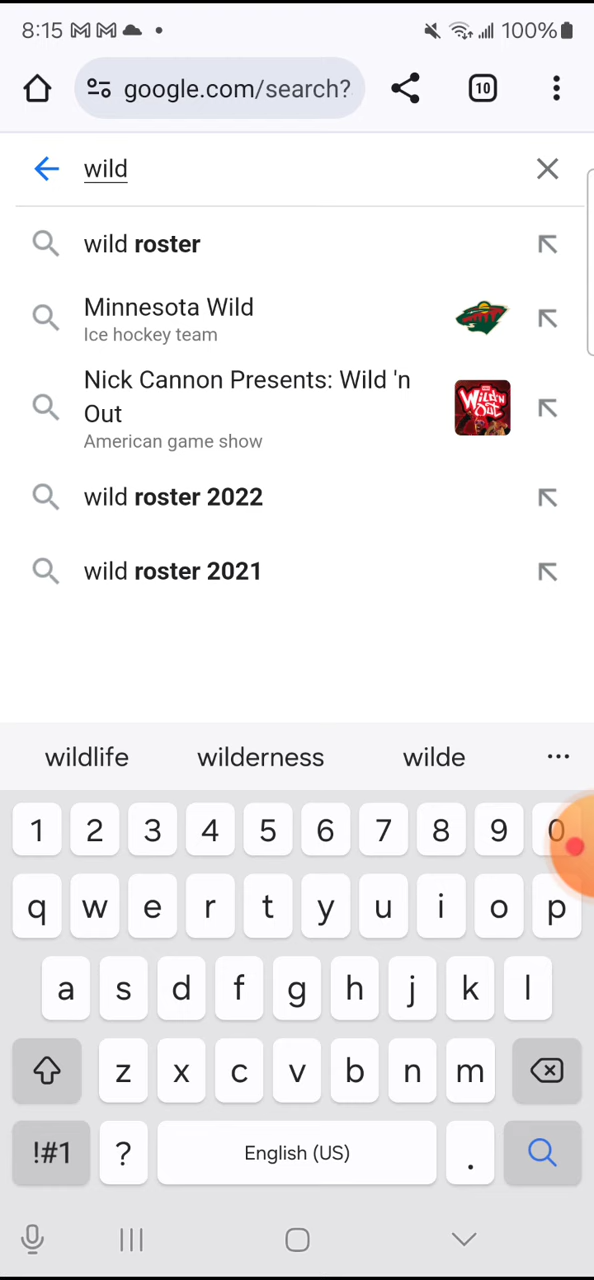 8:15 100%
google.com/search? 10
wild
wild roster
Minnesota Wild
Ice hockey team
Nick Cannon Presents: Wild 'n
Out
American game show
Wild'N
Out
wild roster 2022
wild roster 2021
wildlife wilderness wilde ...
1 2 3 4 5 6 7 8 9 0
q w e r t y u i o p
a s d f g h j k l
z x c v b n m
!#1 ? English (US) .